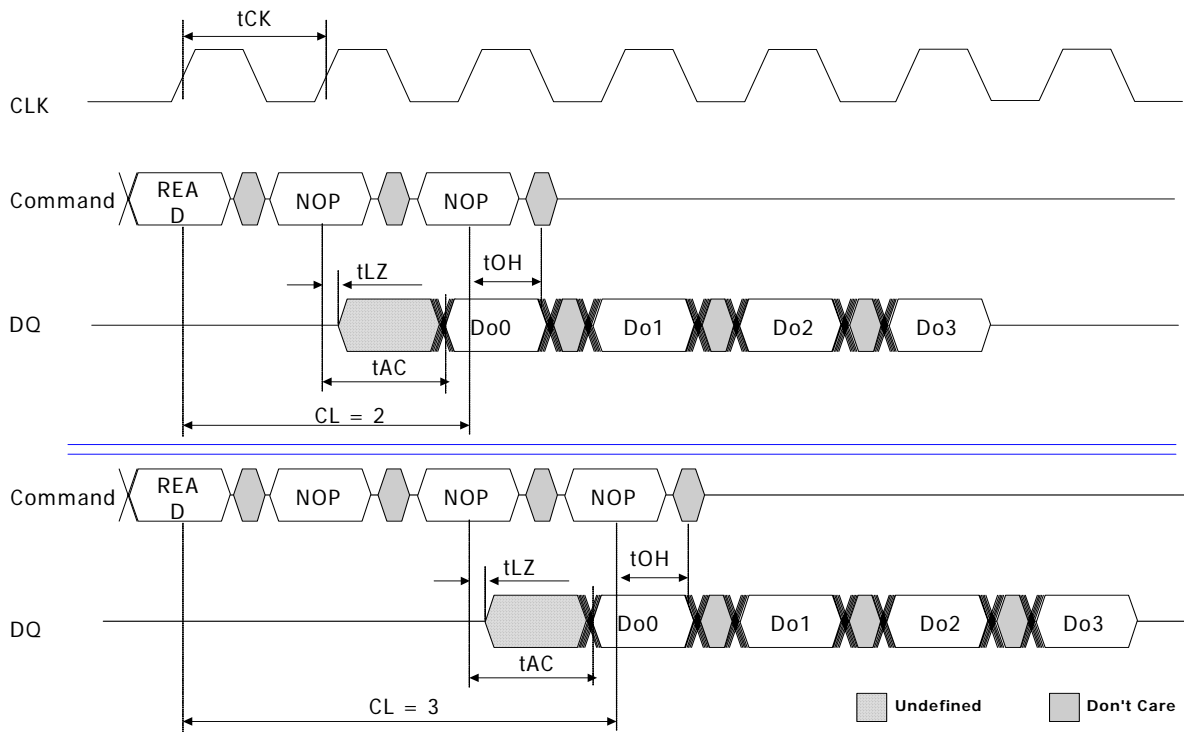 tCK
CLK
Command
REA
D
NOP
NOP
tLZ
tOH
DQ
Do0
Do1
Do2
Do3
tAC
CL = 2
Command
REA
D
NOP
NOP
NOP
tLZ
tOH
DQ
Do0
Do1
Do2
Do3
tAC
CL = 3
Undefined
Don't Care